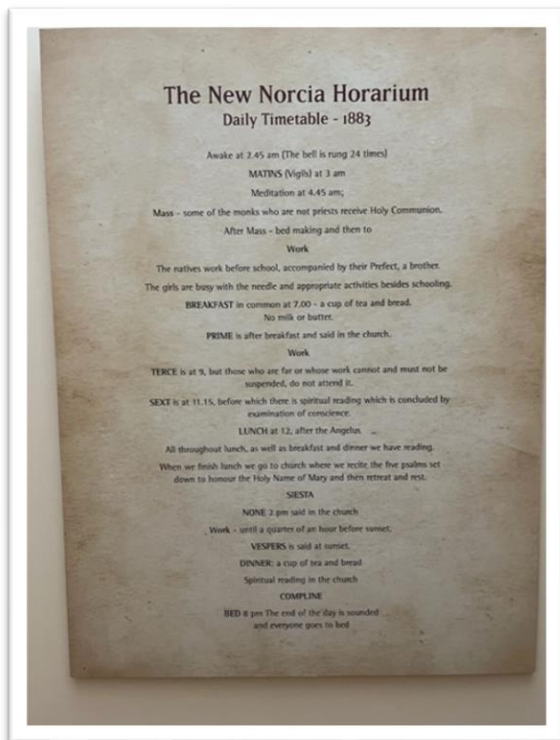 The New Norcia Horarium
Daily Timetable - 1883
Awake at 2.45 am (The bell is rung 24 times)
MATINS (Vigils) at 3 am
Meditation at 4.45 am;
Mass - some of the monks who are not priests receive Holy Communion.
After Mass - bed making and then to
Work
The natives work before school, accompanied by their Prefect, a brother.
The girls are busy with the needle and appropriate activities besides schooling.
BREAKFAST in common at 7.00 - a cup of tea and bread.
No milk or butter.
PRIME is after breakfast and said in the church.
Work
TERCE is at 9, but those who are far or whose work cannot and must not be
suspended, do not attend it.
SEXT is at 11.15, before which there is spiritual reading which is concluded by
examination of conscience.
LUNCH at 12, after the Angelus.
All throughout lunch, as well as breakfast and dinner we have reading.
When we finish lunch we go to church where we recite the five psalms set
down to honour the Holy Name of Mary and then retreat and rest.
SIESTA
NONE 2 pm said in the church
Work - until a quarter of an hour before sunset.
VESPERS is said at sunset.
DINNER: a cup of tea and bread
Spiritual reading in the church
COMPLINE
BED 8 pm The end of the day is sounded
and everyone goes to bed